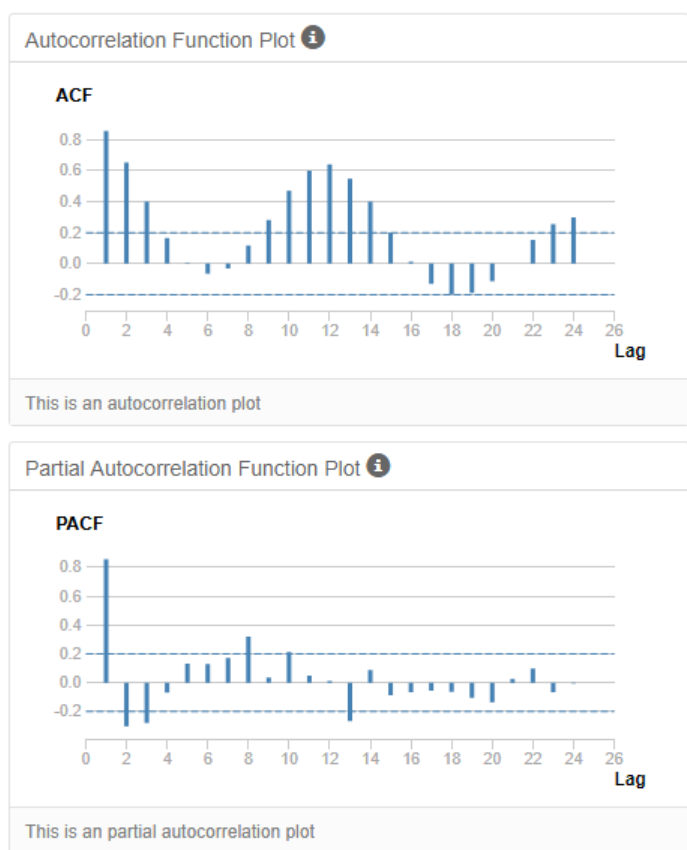 Autocorrelation Function Plot
ACF
0.8
0.6
0.4
0.2
0.0
-0.2
0 2 4 6 8 10 12 14 16 18 20 22 24 26
Lag
This is an autocorrelation plot
Partial Autocorrelation Function Plot
PACF
0.8
0.6
0.4
0.2
0.0
-0.2
0 2 4 6 8 10 12 14 16 18 20 22 24 26
Lag
This is an partial autocorrelation plot